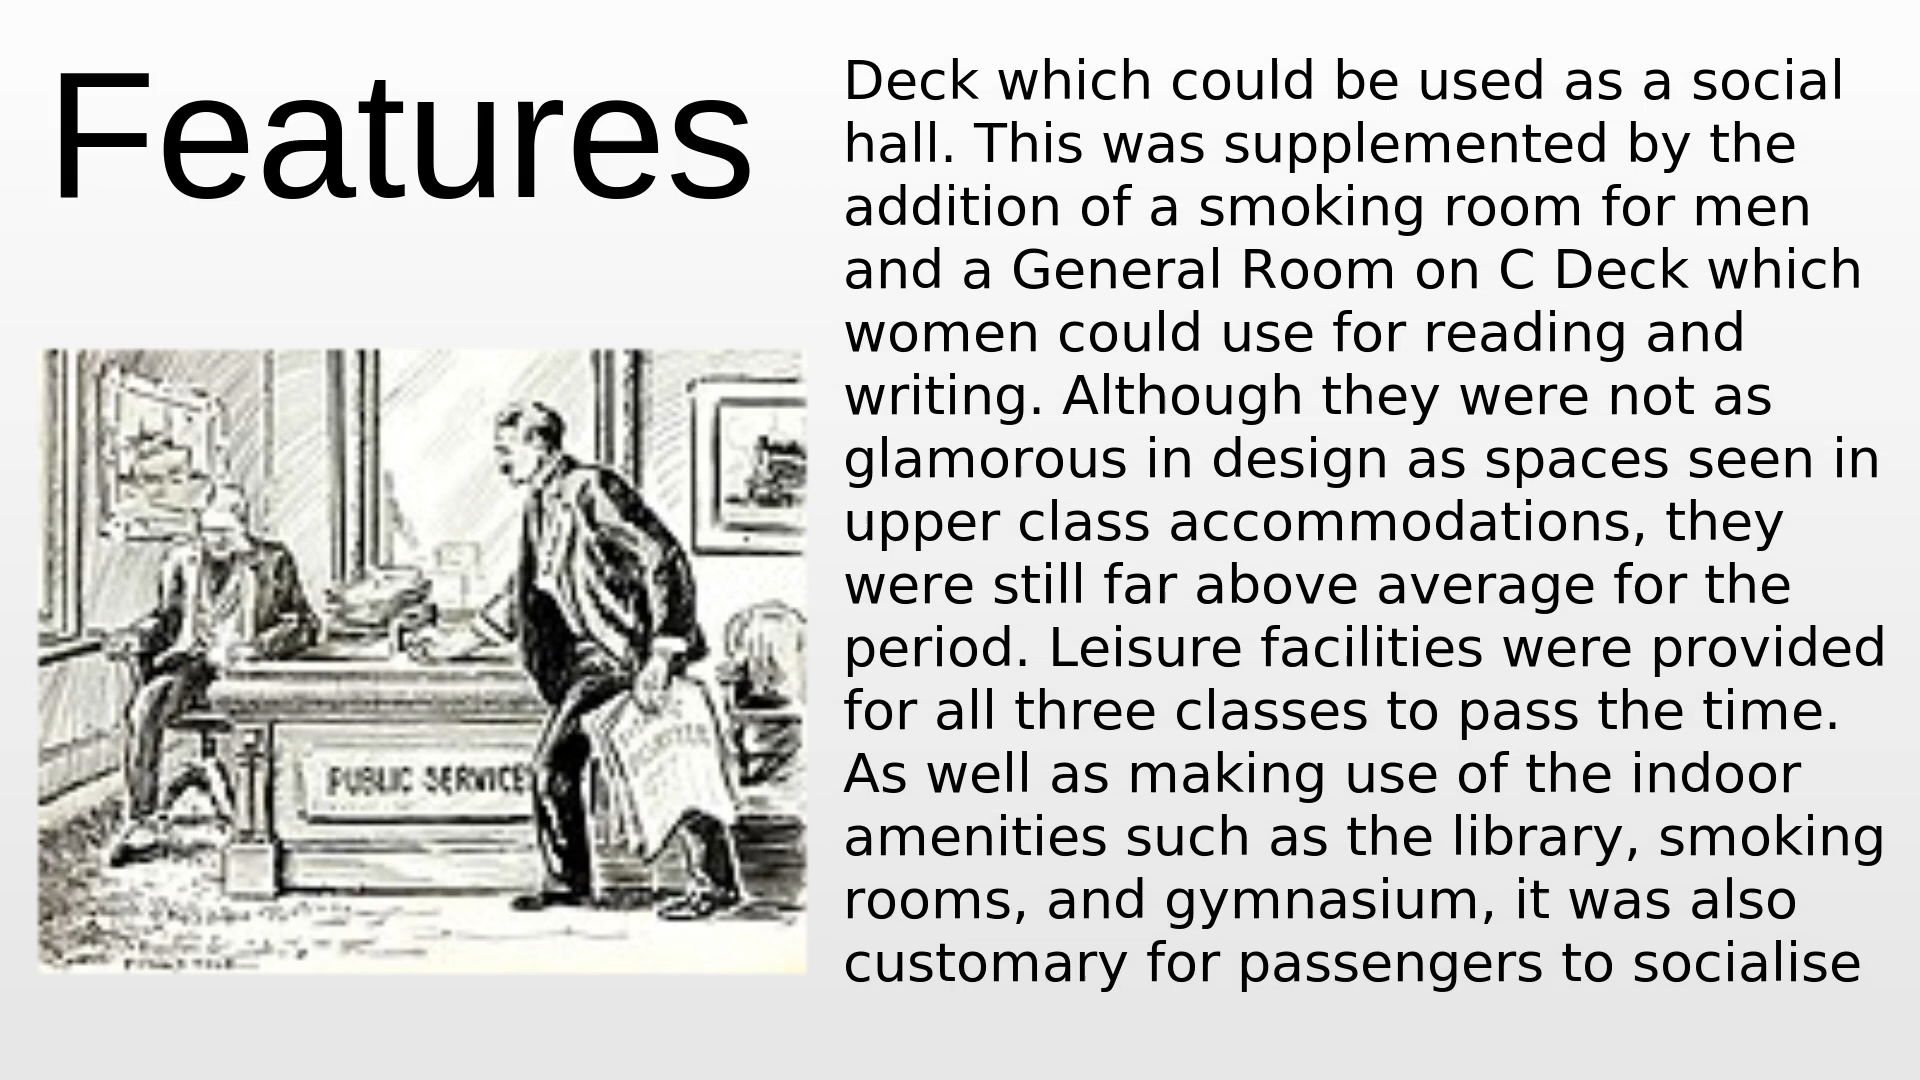 Features
Deck which could be used as a social
hall. This was supplemented by the
addition of a smoking room for men
and a General Room on C Deck which
women could use for reading and
writing. Although they were not as
glamorous in design as spaces seen in
upper class accommodations, they
were still far above average for the
period. Leisure facilities were provided
for all three classes to pass the time.
As well as making use of the indoor
amenities such as the library, smoking
rooms, and gymnasium, it was also
customary for passengers to socialise
PUBLIC SERVICE